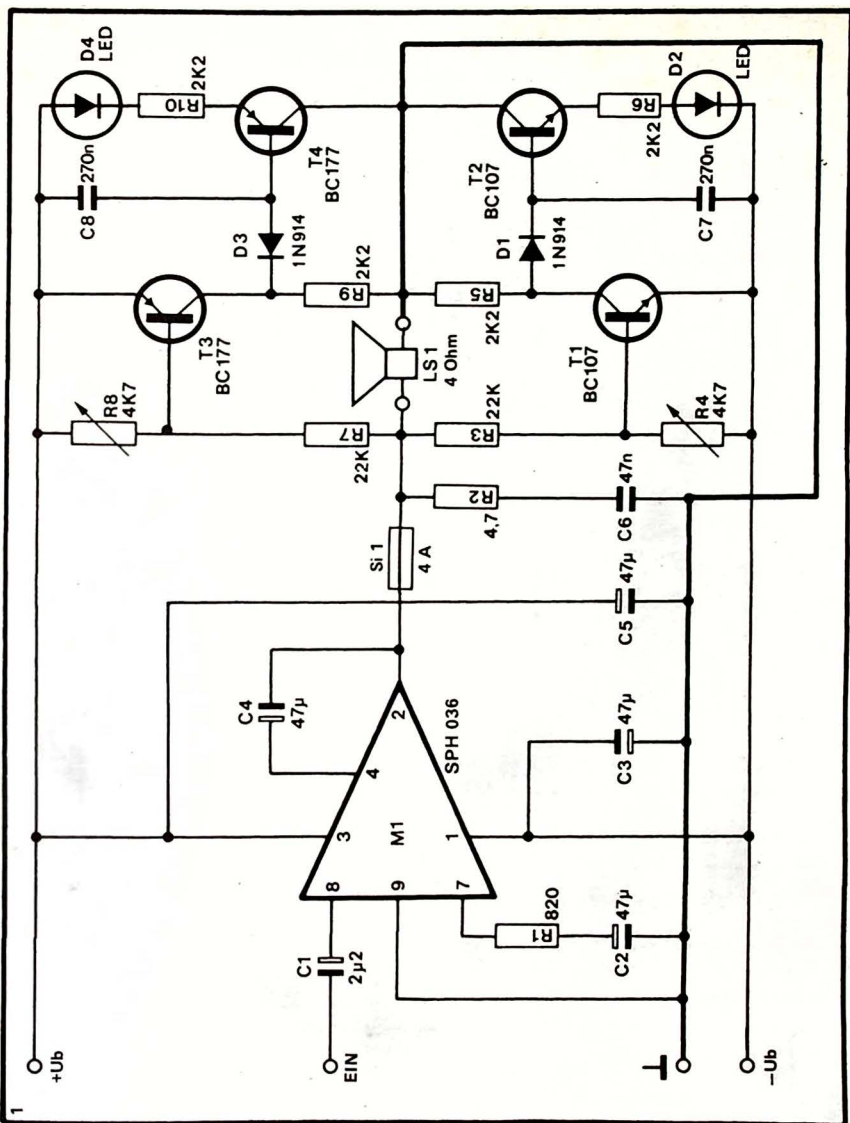 1
+Ub
EIN
⊥
−Ub
C1
2µ2
8
9
7
3
1
4
2
M1
SPH 036
R1
820
C2
47µ
C3
47µ
C4
47µ
C5
47µ
Si 1
4 A
R2
4,7
C6
47n
R8
4K7
R7
22K
R3
22K
R4
4K7
LS 1
4 Ohm
T3
BC177
T1
BC107
R9
2K2
R5
2K2
D3
1N914
D1
1N914
C8
270n
C7
270n
T4
BC177
T2
BC107
R10
2K2
R6
2K2
D4
LED
D2
LED